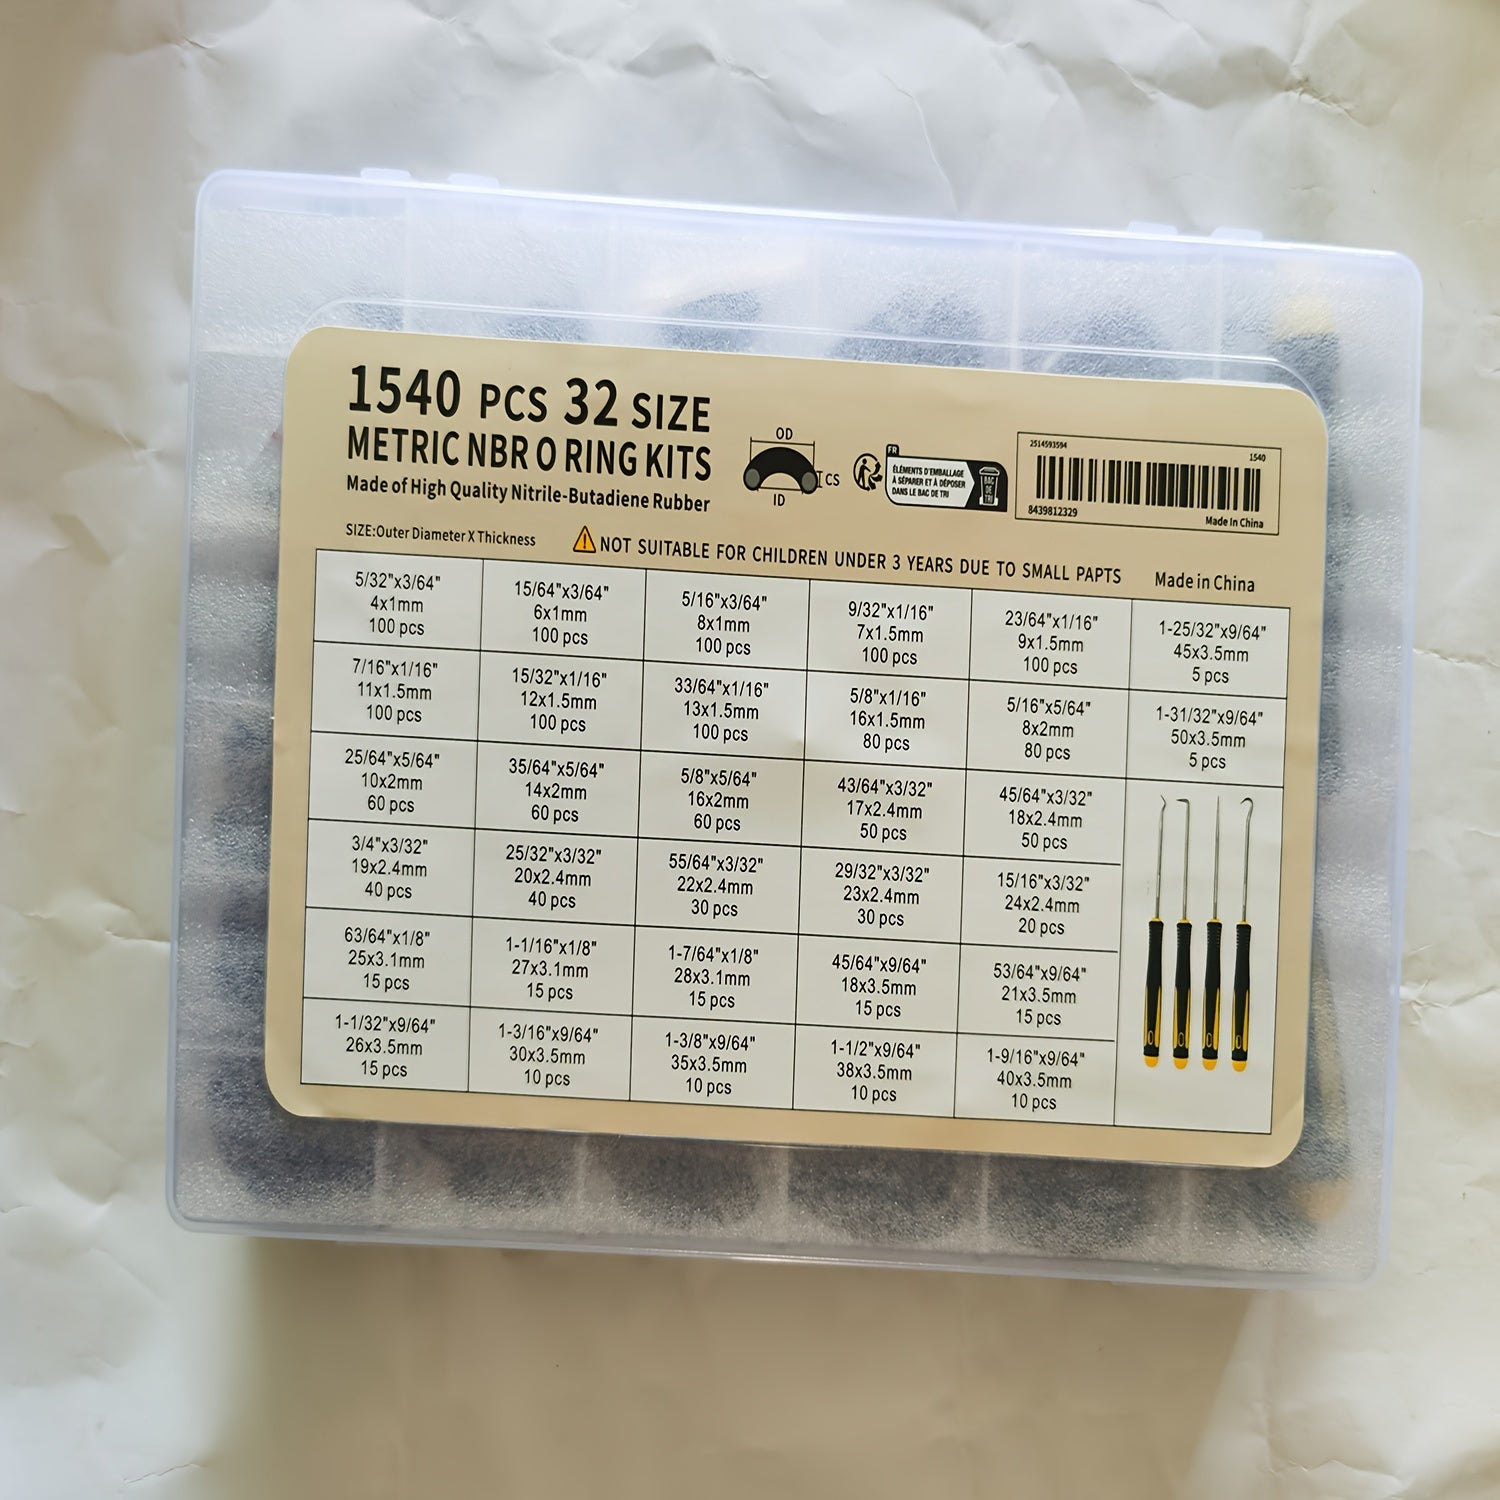 1540 PCS 32 SIZE
METRIC NBR O RING KITS
Made of High Quality Nitrile-Butadiene Rubber
OD
CS
ID
FR
ÉLÉMENTS D'EMBALLAGE
À SÉPARER ET À DÉPOSER
DANS LE BAC DE TRI
BAC
DE
TRI
2514593594 1540
8439812329 Made In China
SIZE:Outer Diameter X Thickness
NOT SUITABLE FOR CHILDREN UNDER 3 YEARS DUE TO SMALL PAPTS
Made in China
5/32"x3/64"
4x1mm
100 pcs
15/64"x3/64"
6x1mm
100 pcs
5/16"x3/64"
8x1mm
100 pcs
9/32"x1/16"
7x1.5mm
100 pcs
23/64"x1/16"
9x1.5mm
100 pcs
1-25/32"x9/64"
45x3.5mm
5 pcs
7/16"x1/16"
11x1.5mm
100 pcs
15/32"x1/16"
12x1.5mm
100 pcs
33/64"x1/16"
13x1.5mm
100 pcs
5/8"x1/16"
16x1.5mm
80 pcs
5/16"x5/64"
8x2mm
80 pcs
1-31/32"x9/64"
50x3.5mm
5 pcs
25/64"x5/64"
10x2mm
60 pcs
35/64"x5/64"
14x2mm
60 pcs
5/8"x5/64"
16x2mm
60 pcs
43/64"x3/32"
17x2.4mm
50 pcs
45/64"x3/32"
18x2.4mm
50 pcs
3/4"x3/32"
19x2.4mm
40 pcs
25/32"x3/32"
20x2.4mm
40 pcs
55/64"x3/32"
22x2.4mm
30 pcs
29/32"x3/32"
23x2.4mm
30 pcs
15/16"x3/32"
24x2.4mm
20 pcs
63/64"x1/8"
25x3.1mm
15 pcs
1-1/16"x1/8"
27x3.1mm
15 pcs
1-7/64"x1/8"
28x3.1mm
15 pcs
45/64"x9/64"
18x3.5mm
15 pcs
53/64"x9/64"
21x3.5mm
15 pcs
1-1/32"x9/64"
26x3.5mm
15 pcs
1-3/16"x9/64"
30x3.5mm
10 pcs
1-3/8"x9/64"
35x3.5mm
10 pcs
1-1/2"x9/64"
38x3.5mm
10 pcs
1-9/16"x9/64"
40x3.5mm
10 pcs